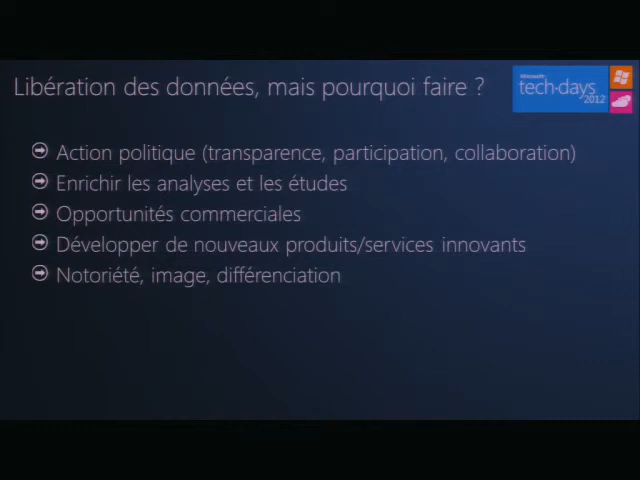 Libération des données, mais pourquoi faire ?
Microsoft
tech·days
2012
Action politique (transparence, participation, collaboration)
Enrichir les analyses et les études
Opportunités commerciales
Développer de nouveaux produits/services innovants
Notoriété, image, différenciation